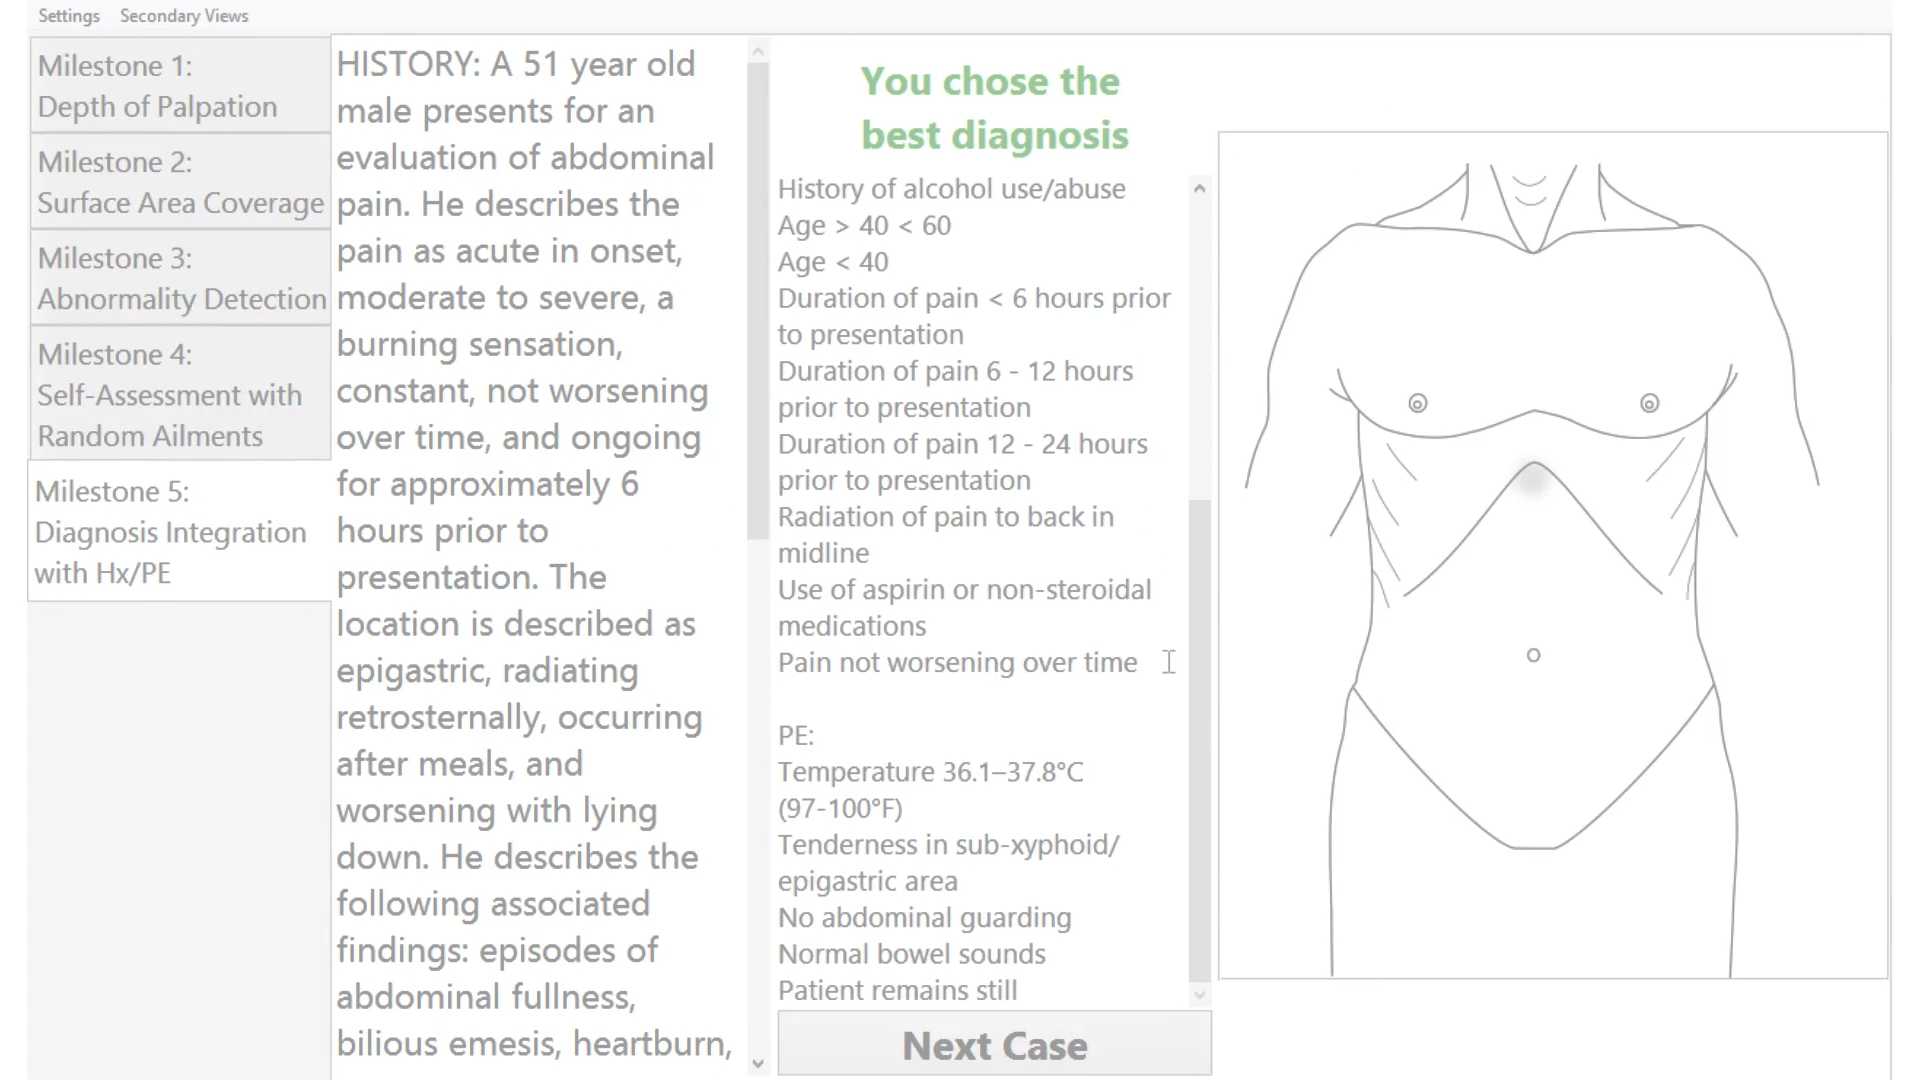 Settings Secondary Views
Milestone 1:
Depth of Palpation
Milestone 2:
Surface Area Coverage
Milestone 3:
Abnormality Detection
Milestone 4:
Self-Assessment with
Random Ailments
Milestone 5:
Diagnosis Integration
with Hx/PE
HISTORY: A 51 year old
male presents for an
evaluation of abdominal
pain. He describes the
pain as acute in onset,
moderate to severe, a
burning sensation,
constant, not worsening
over time, and ongoing
for approximately 6
hours prior to
presentation. The
location is described as
epigastric, radiating
retrosternally, occurring
after meals, and
worsening with lying
down. He describes the
following associated
findings: episodes of
abdominal fullness,
bilious emesis, heartburn,
You chose the
best diagnosis
History of alcohol use/abuse
Age > 40 < 60
Age < 40
Duration of pain < 6 hours prior
to presentation
Duration of pain 6 - 12 hours
prior to presentation
Duration of pain 12 - 24 hours
prior to presentation
Radiation of pain to back in
midline
Use of aspirin or non-steroidal
medications
Pain not worsening over time
PE:
Temperature 36.1–37.8°C
(97-100°F)
Tenderness in sub-xyphoid/
epigastric area
No abdominal guarding
Normal bowel sounds
Patient remains still
Next Case